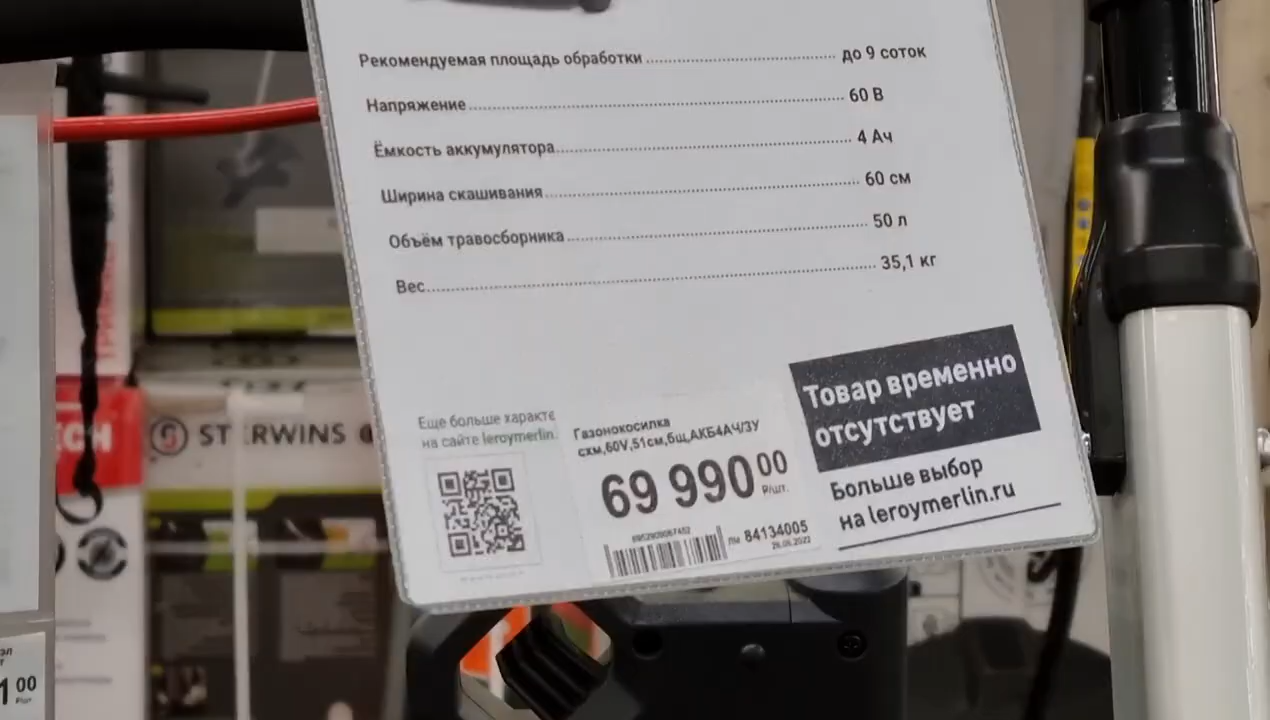 Рекомендуемая площадь обработки ........ до 9 соток
Напряжение ........ 60 В
Ёмкость аккумулятора ........ 4 Ач
Ширина скашивания ........ 60 см
Объём травосборника ........ 50 л
Вес ........ 35,1 кг
Товар временно
отсутствует
Больше выбор
на leroymerlin.ru
Еще больше характе
на сайте leroymerlin.
Газонокосилка
схм,60V,51см,бщ,АКБ4АЧ/ЗУ
69 990 00
Р/шт.
ЛМ 84134005
STERWINS